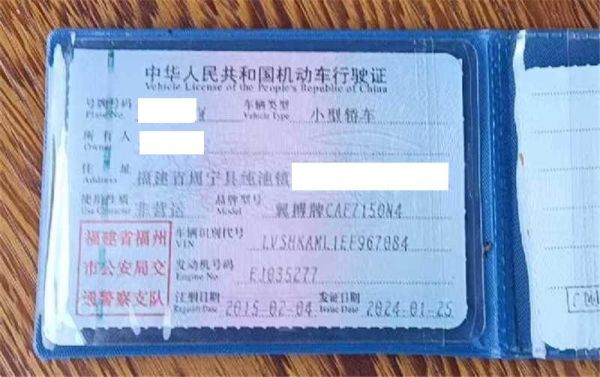 中华人民共和国机动车行驶证
Vehicle License of the People's Republic of China
号牌号码 Plate No. 车辆类型 Vehicle Type 小型轿车
所有人 Owner
住址 Address 福建省周宁县纯池镇
使用性质 Use Character 非营运 品牌型号 Model 翼搏牌CAF7150N4
福建省福州市公安局交通警察支队
车辆识别代号 VIN LVSHKAML1EF967084
发动机号码 Engine No. EJ035277
注册日期 Register Date 2015-02-04 发证日期 Issue Date 2024-01-25